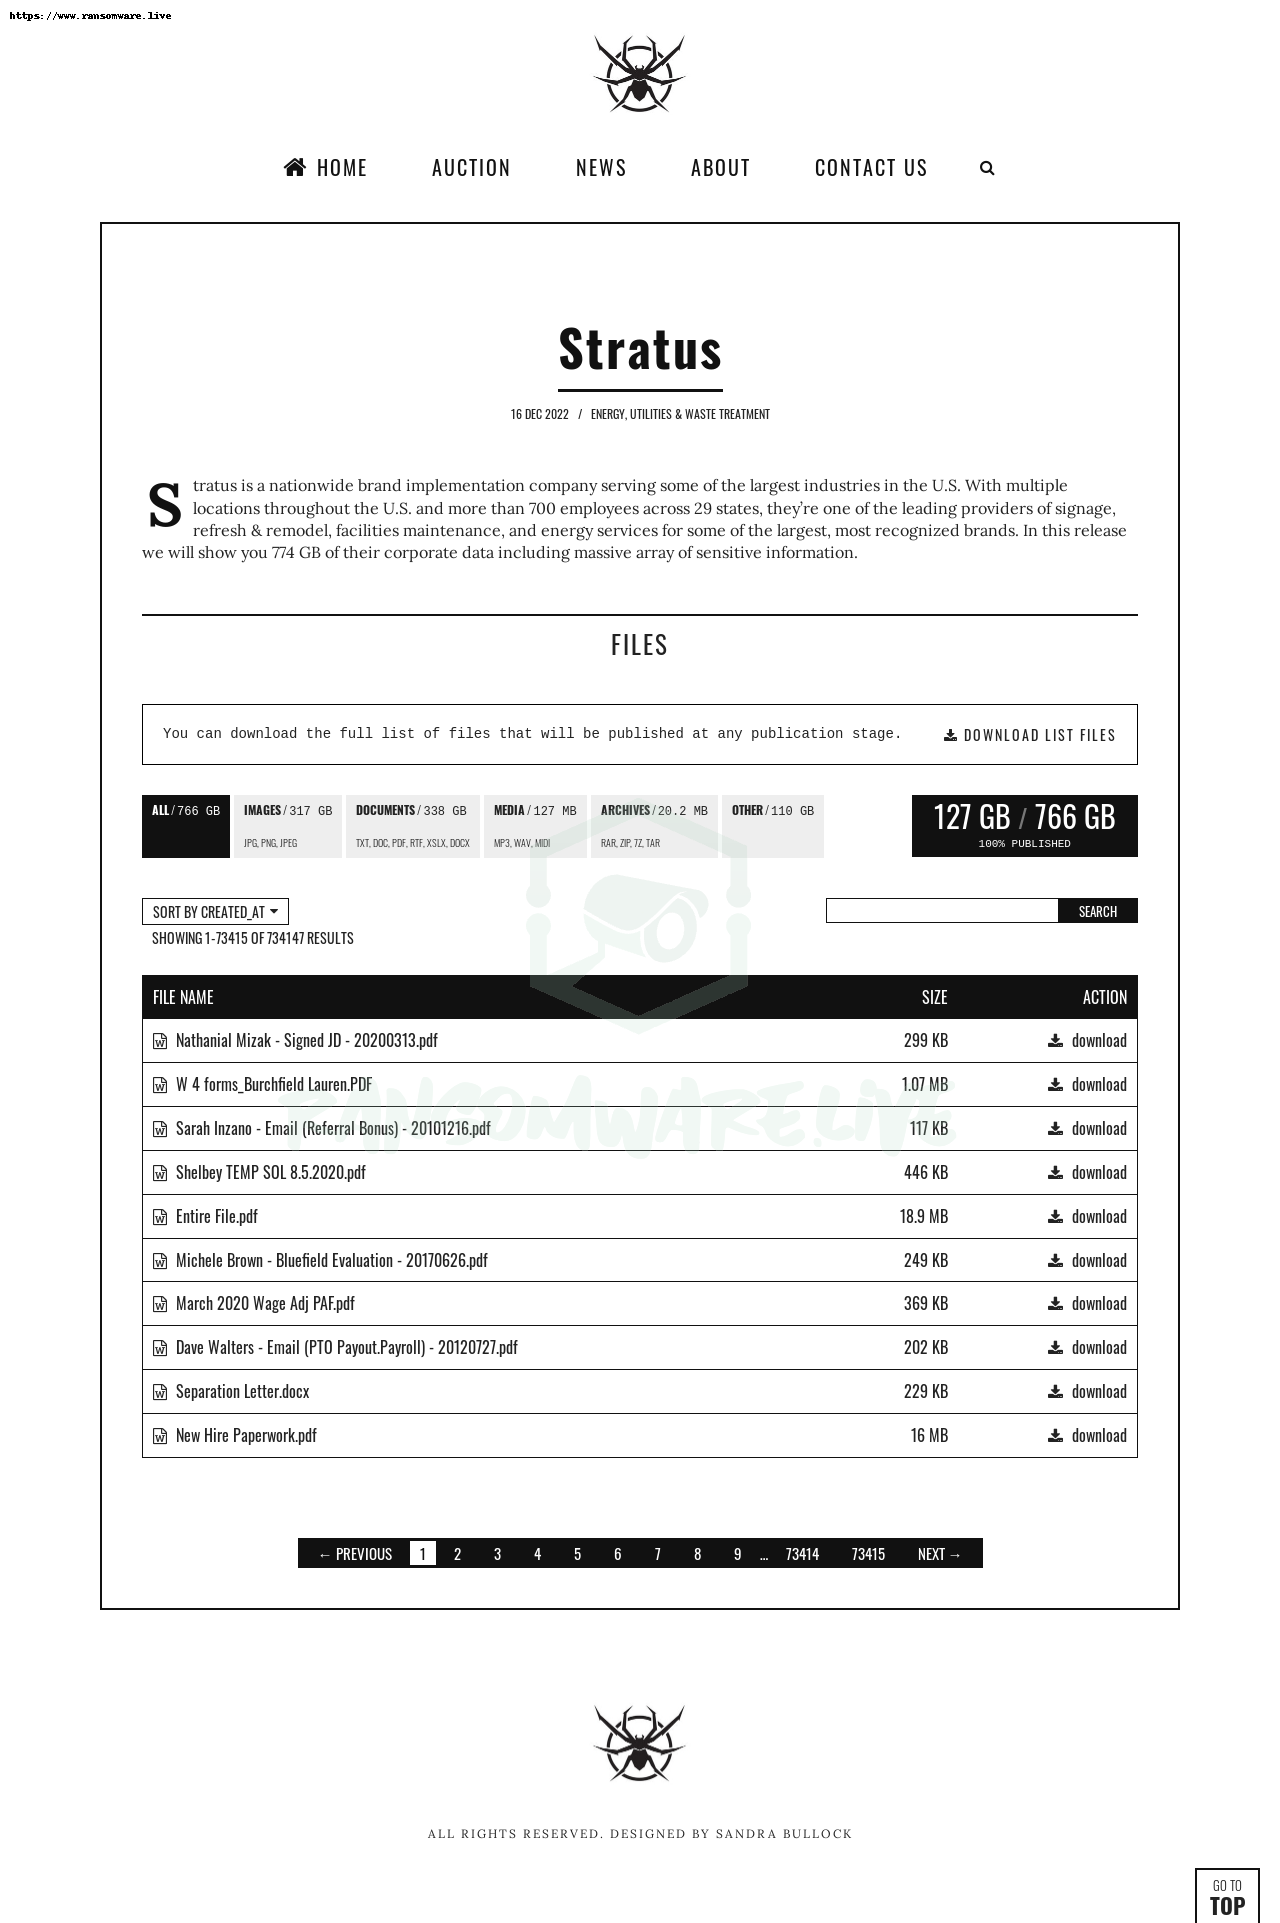 https://www.ransomware.live
HOME AUCTION NEWS ABOUT CONTACT US
Stratus
16 DEC 2022 / ENERGY, UTILITIES & WASTE TREATMENT
Stratus is a nationwide brand implementation company serving some of the largest industries in the U.S. With multiple
locations throughout the U.S. and more than 700 employees across 29 states, they’re one of the leading providers of signage,
refresh & remodel, facilities maintenance, and energy services for some of the largest, most recognized brands. In this release
we will show you 774 GB of their corporate data including massive array of sensitive information.
FILES
You can download the full list of files that will be published at any publication stage. DOWNLOAD LIST FILES
ALL / 766 GB IMAGES / 317 GB DOCUMENTS / 338 GB MEDIA / 127 MB ARCHIVES / 20.2 MB OTHER / 110 GB 127 GB / 766 GB
JPG, PNG, JPEG TXT, DOC, PDF, RTF, XSLX, DOCX MP3, WAV, MIDI RAR, ZIP, 7Z, TAR 100% PUBLISHED
SORT BY CREATED_AT SEARCH
SHOWING 1-73415 OF 734147 RESULTS
FILE NAME SIZE ACTION
Nathanial Mizak - Signed JD - 20200313.pdf 299 KB download
W 4 forms_Burchfield Lauren.PDF 1.07 MB download
RANSOMWARE.LIVE
Sarah Inzano - Email (Referral Bonus) - 20101216.pdf 117 KB download
Shelbey TEMP SOL 8.5.2020.pdf 446 KB download
Entire File.pdf 18.9 MB download
Michele Brown - Bluefield Evaluation - 20170626.pdf 249 KB download
March 2020 Wage Adj PAF.pdf 369 KB download
Dave Walters - Email (PTO Payout.Payroll) - 20120727.pdf 202 KB download
Separation Letter.docx 229 KB download
New Hire Paperwork.pdf 16 MB download
← PREVIOUS 1 2 3 4 5 6 7 8 9 ... 73414 73415 NEXT →
ALL RIGHTS RESERVED. DESIGNED BY SANDRA BULLOCK
GO TO
TOP